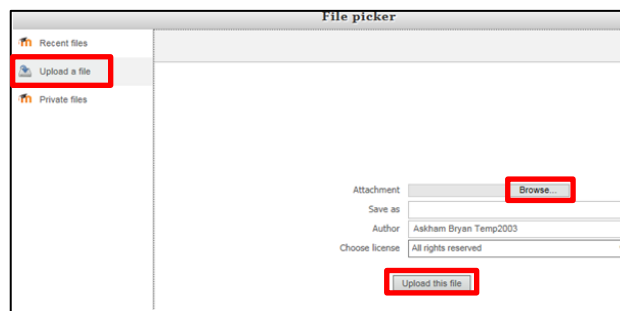 File picker
Recent files
Upload a file
Private files
Attachment Browse...
Save as
Author Askham Bryan Temp2003
Choose license All rights reserved
Upload this file